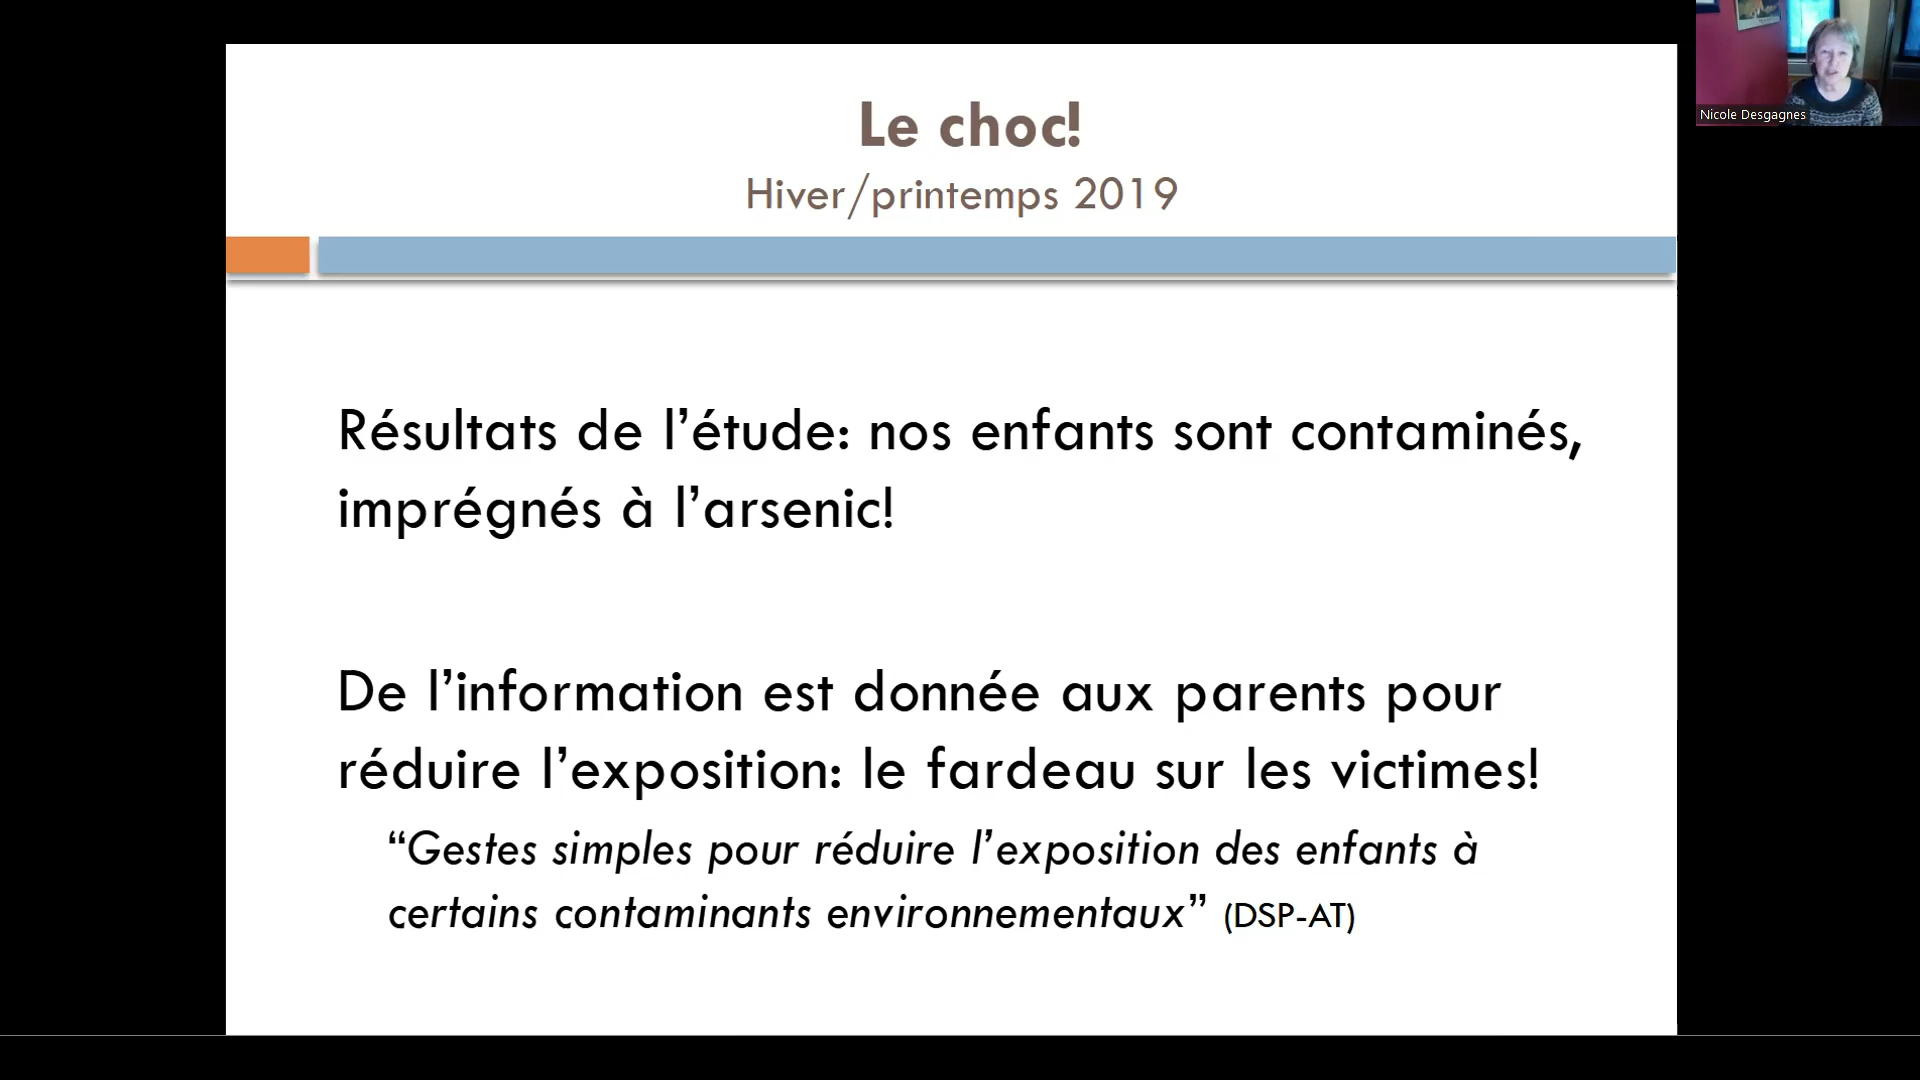 Le choc!
Hiver/printemps 2019
Nicole Desgagnes
Résultats de l’étude: nos enfants sont contaminés,
imprégnés à l’arsenic!
De l’information est donnée aux parents pour
réduire l’exposition: le fardeau sur les victimes!
“Gestes simples pour réduire l’exposition des enfants à
certains contaminants environnementaux” (DSP-AT)